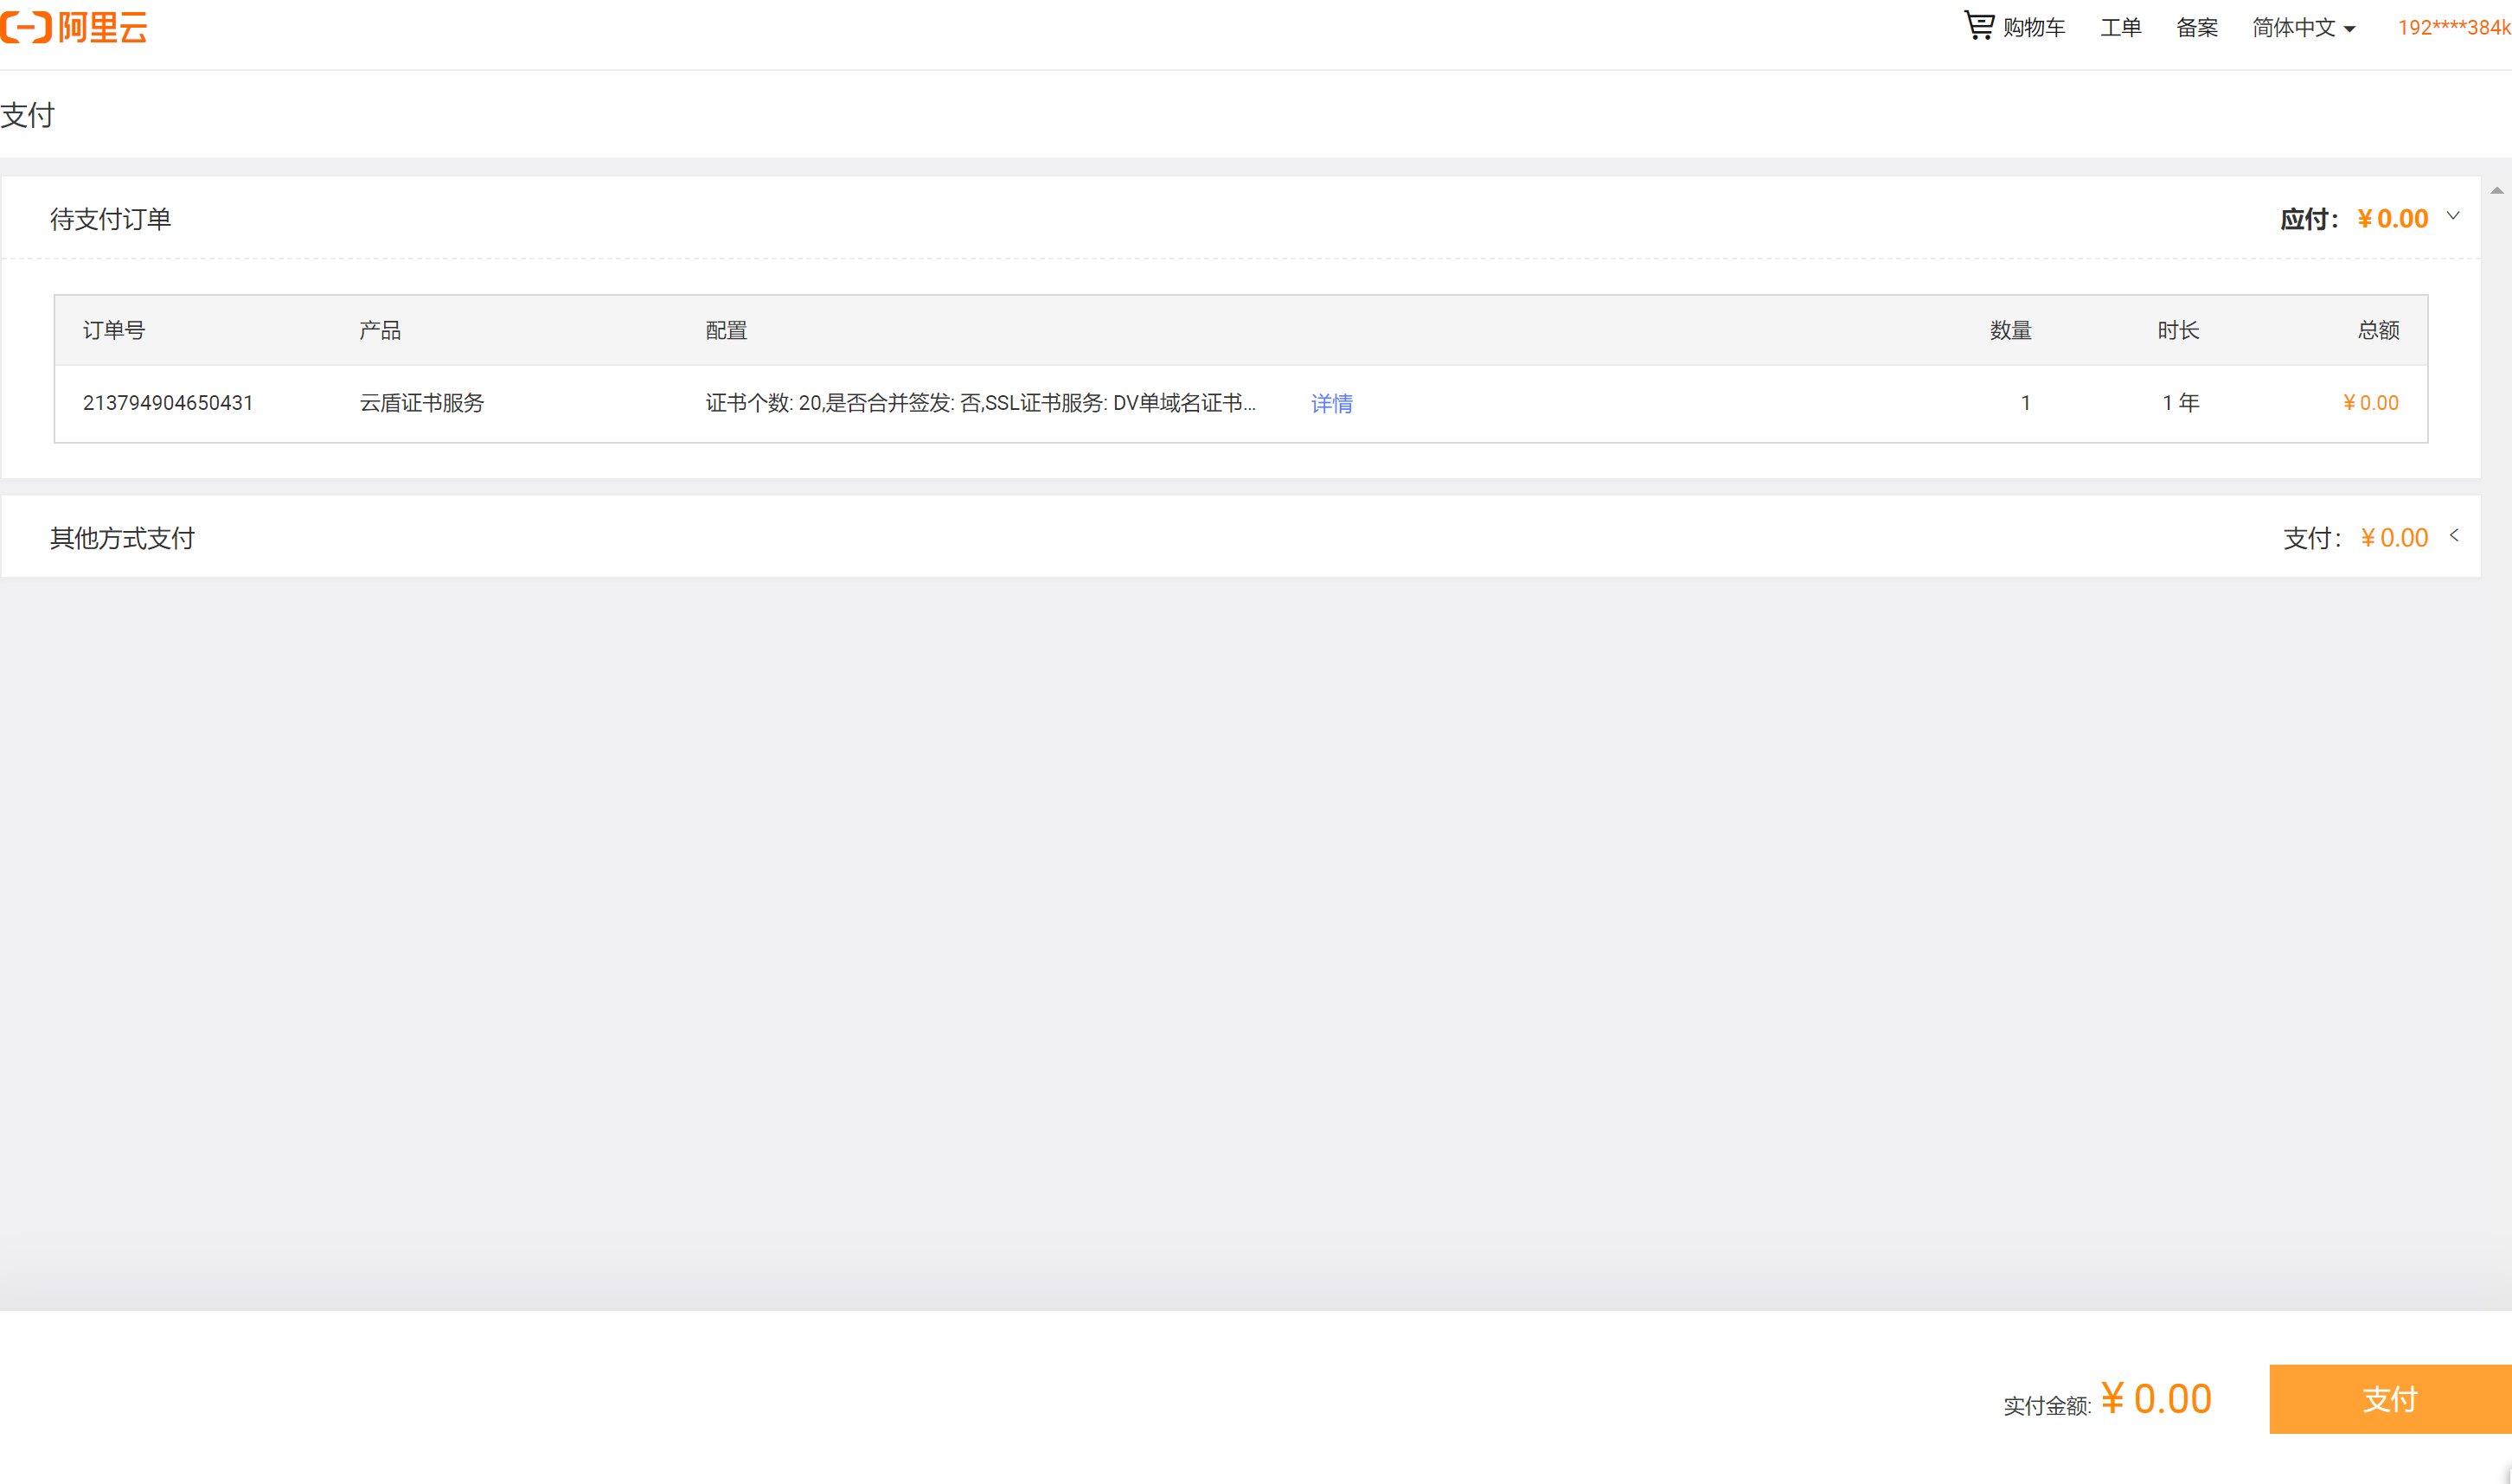 阿里云 购物车 工单 备案 简体中文 192****384k
支付
待支付订单 应付： ¥ 0.00
订单号 产品 配置 数量 时长 总额
213794904650431 云盾证书服务 证书个数: 20,是否合并签发: 否,SSL证书服务: DV单域名证书... 详情 1 1 年 ¥ 0.00
其他方式支付 支付： ¥ 0.00
实付金额: ¥ 0.00 支付